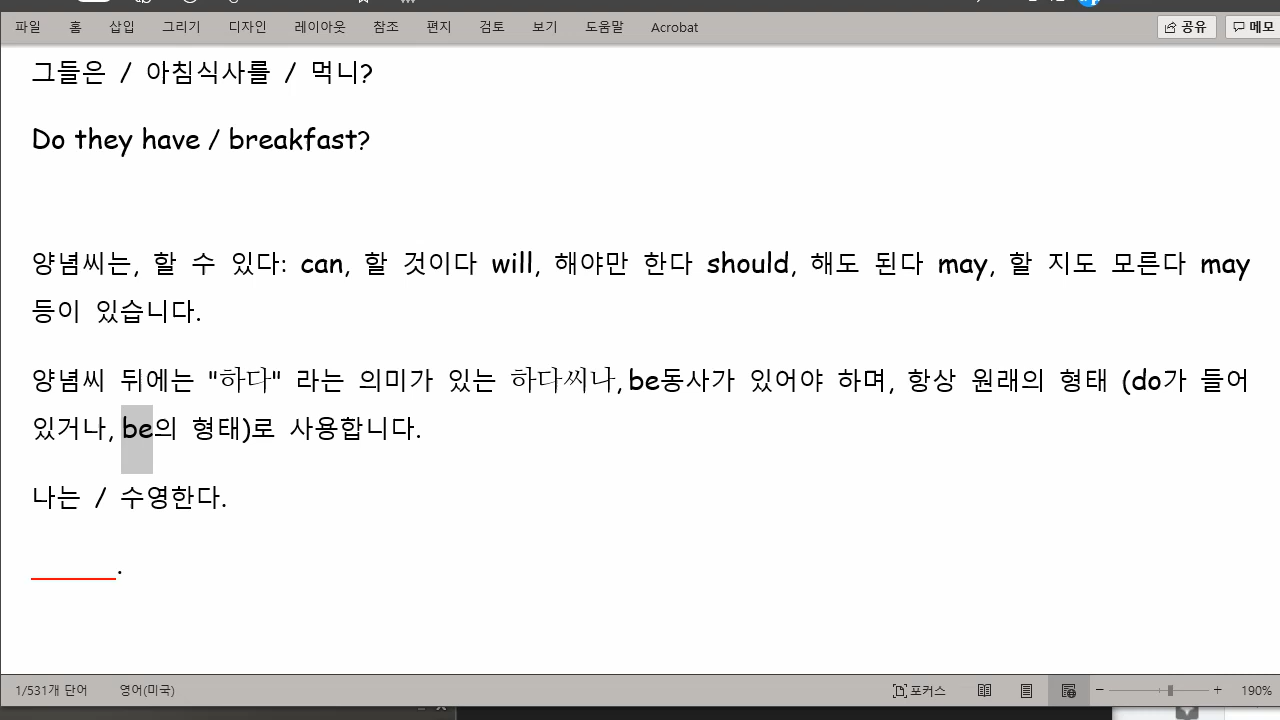 파일 홈 삽입 그리기 디자인 레이아웃 참조 편지 검토 보기 도움말 Acrobat 공유 메모
그들은 / 아침식사를 / 먹니?
Do they have / breakfast?
양념씨는, 할 수 있다: can, 할 것이다 will, 해야만 한다 should, 해도 된다 may, 할 지도 모른다 may
등이 있습니다.
양념씨 뒤에는 "하다" 라는 의미가 있는 하다씨나, be동사가 있어야 하며, 항상 원래의 형태 (do가 들어
있거나, be의 형태)로 사용합니다.
나는 / 수영한다.
______.
1/531개 단어 영어(미국) 포커스 190%